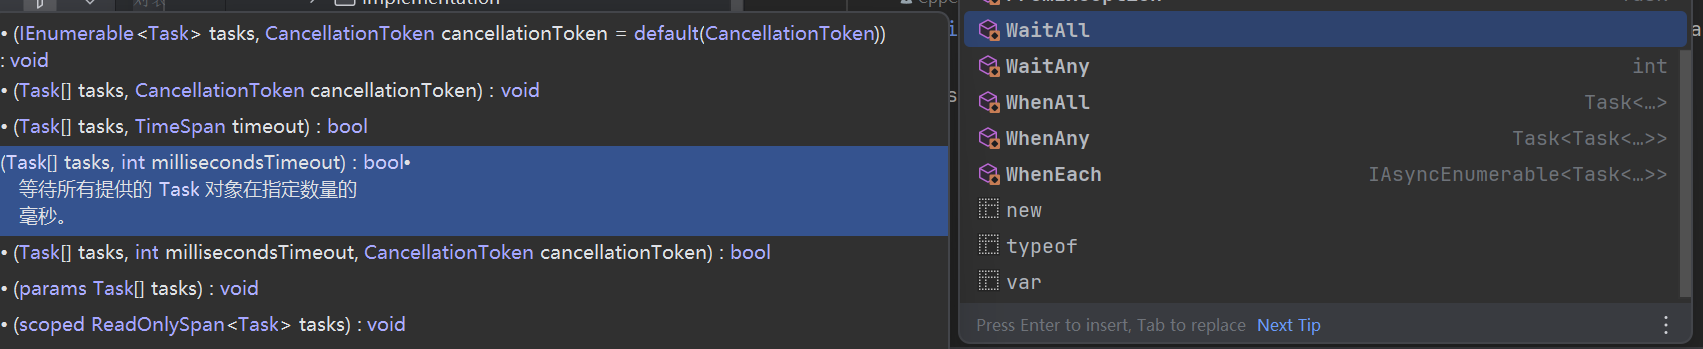 Implementation
• (IEnumerable<Task> tasks, CancellationToken cancellationToken = default(CancellationToken))
: void
• (Task[] tasks, CancellationToken cancellationToken) : void
• (Task[] tasks, TimeSpan timeout) : bool
(Task[] tasks, int millisecondsTimeout) : bool•
等待所有提供的 Task 对象在指定数量的
毫秒。
• (Task[] tasks, int millisecondsTimeout, CancellationToken cancellationToken) : bool
• (params Task[] tasks) : void
• (scoped ReadOnlySpan<Task> tasks) : void
WaitAll
WaitAny int
WhenAll Task<…>
WhenAny Task<Task<…>>
WhenEach IAsyncEnumerable<Task<…>>
new
typeof
var
Press Enter to insert, Tab to replace Next Tip